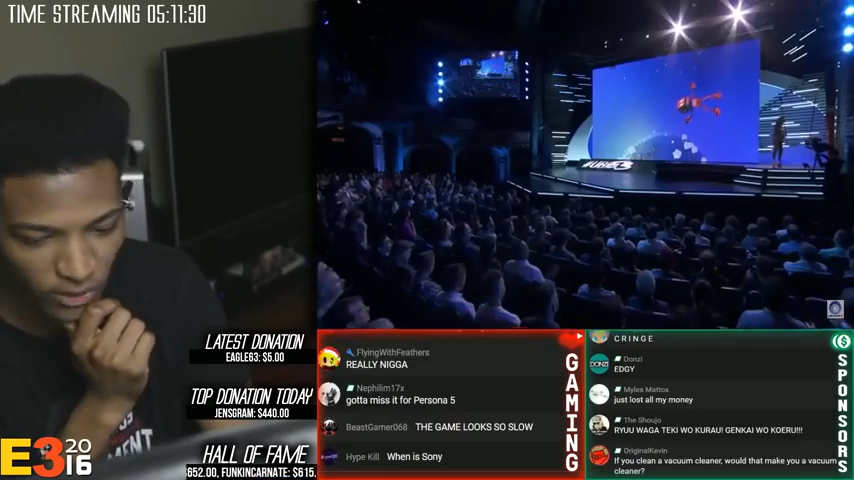 TIME STREAMING 05:11:30
#UBIE3
LATEST DONATION
EAGLE63: $5.00
TOP DONATION TODAY
JENSGRAM: $440.00
HALL OF FAME
$652.00, FUNKINCARNATE: $615.
E3 2016
FlyingWithFeathers
REALLY NIGGA
Nephilim17x
gotta miss it for Persona 5
BeastGamer068 THE GAME LOOKS SO SLOW
Hype Kill When is Sony
GAMING
CRINGE
Donzi
EDGY
Myles Mattox
just lost all my money
The Shoujo
RYUU WAGA TEKI WO KURAU! GENKAI WO KOERU!!!
OriginalKevin
If you clean a vacuum cleaner, would that make you a vacuum
cleaner?
SPONSORS